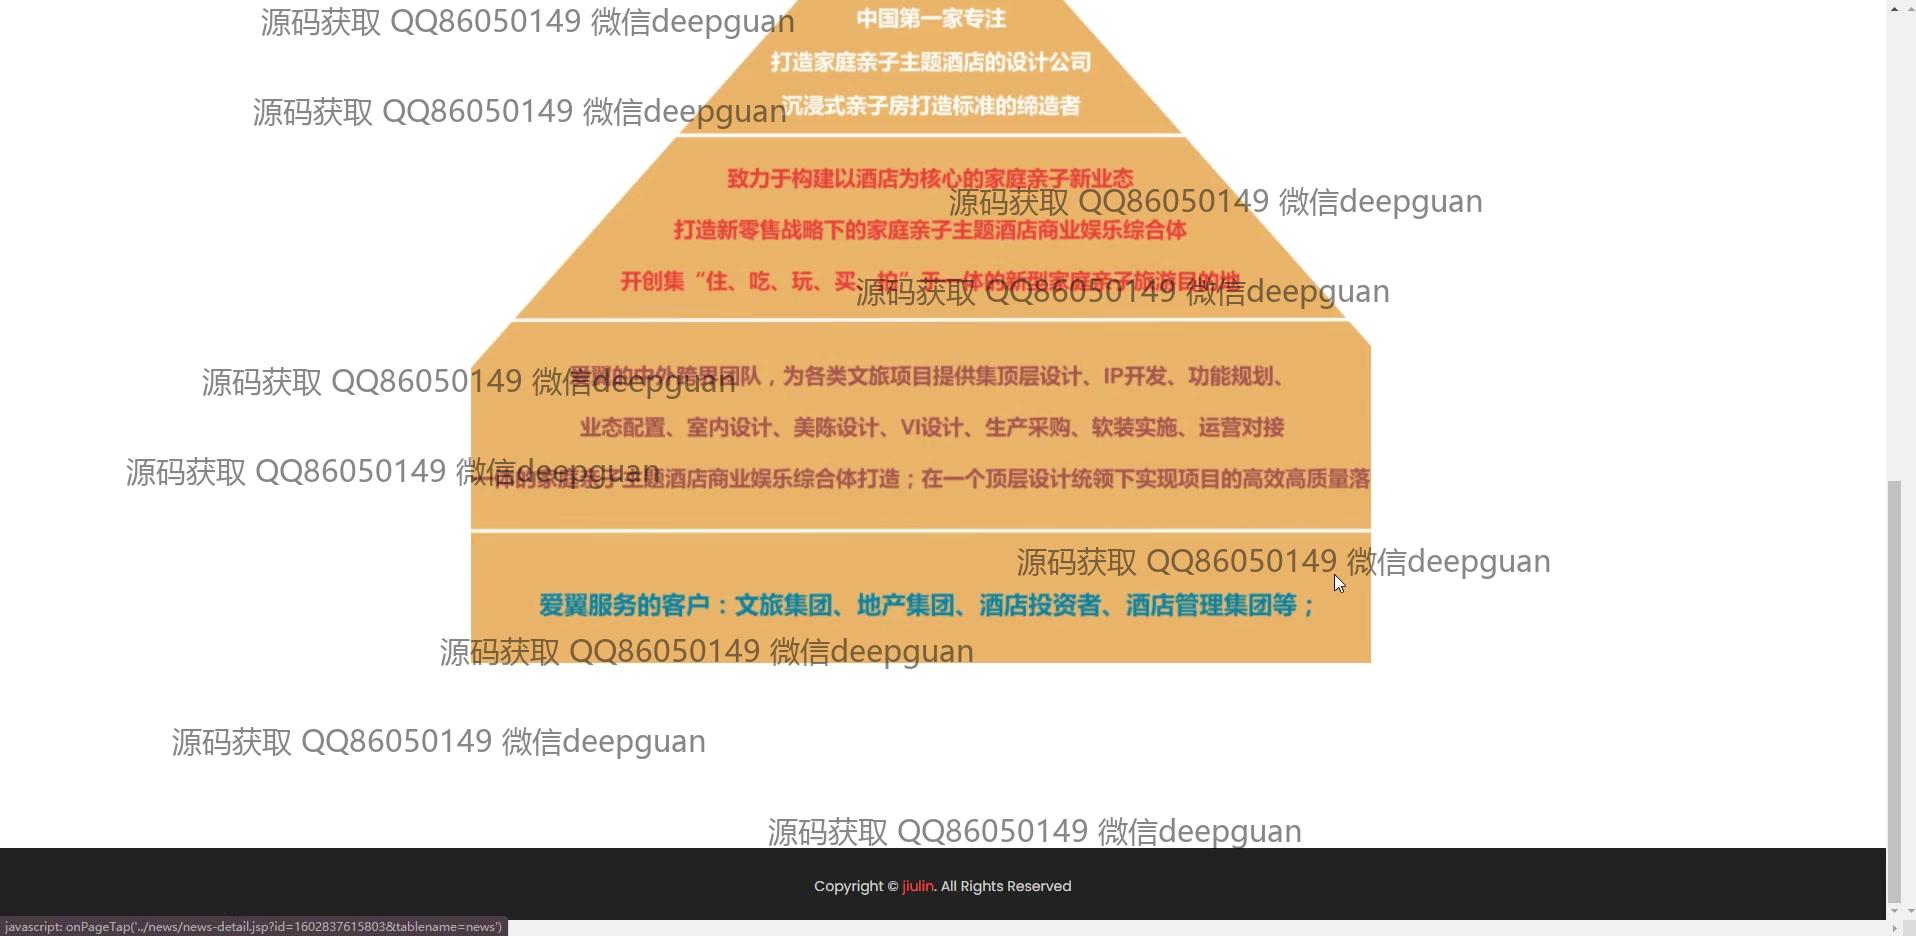 源码获取 QQ86050149 微信deepguan
中国第一家专注
打造家庭亲子主题酒店的设计公司
源码获取 QQ86050149 微信deepguan
沉浸式亲子房打造标准的缔造者
致力于构建以酒店为核心的家庭亲子新业态
源码获取 QQ86050149 微信deepguan
打造新零售战略下的家庭亲子主题酒店商业娱乐综合体
开创集“住、吃、玩、买、护”于一体的新型家庭亲子旅游目的地
源码获取 QQ86050149 微信deepguan
爱翼的中外跨界团队，为各类文旅项目提供集顶层设计、IP开发、功能规划、
源码获取 QQ86050149 微信deepguan
业态配置、室内设计、美陈设计、VI设计、生产采购、软装实施、运营对接
源码获取 QQ86050149 微信deepguan
体的家庭亲子主题酒店商业娱乐综合体打造；在一个顶层设计统领下实现项目的高效高质量落
源码获取 QQ86050149 微信deepguan
爱翼服务的客户：文旅集团、地产集团、酒店投资者、酒店管理集团等；
源码获取 QQ86050149 微信deepguan
源码获取 QQ86050149 微信deepguan
源码获取 QQ86050149 微信deepguan
Copyright © jiulin. All Rights Reserved
javascript: onPageTap('../news/news-detail.jsp?id=1602837615803&tablename=news')